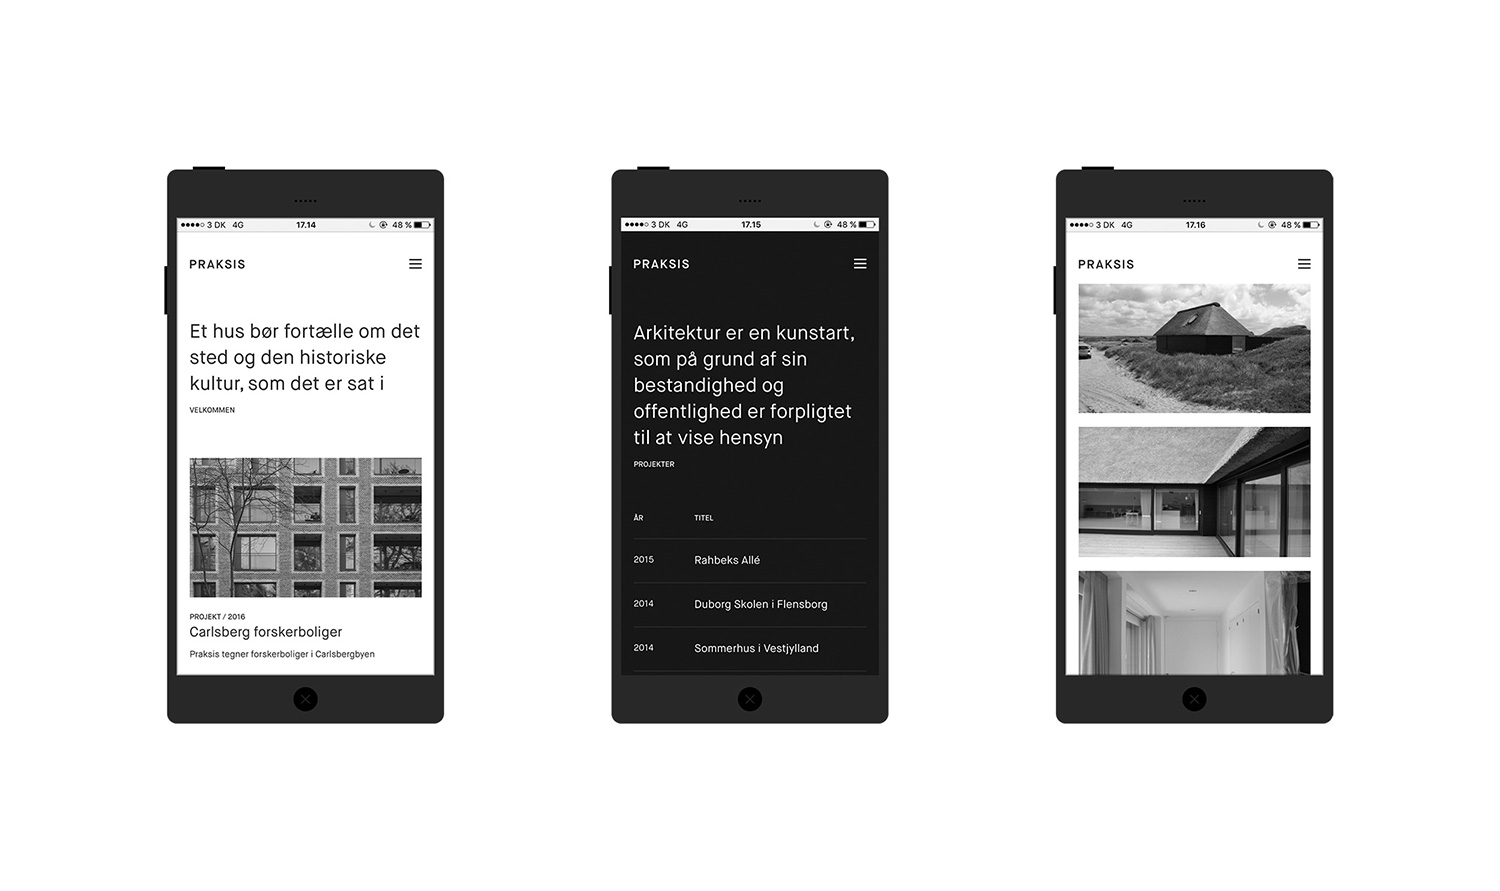 3 DK 4G 17.14 48 %
PRAKSIS
Et hus bør fortælle om det
sted og den historiske
kultur, som det er sat i
VELKOMMEN
PROJEKT / 2016
Carlsberg forskerboliger
Praksis tegner forskerboliger i Carlsbergbyen
3 DK 4G 17.15 48 %
PRAKSIS
Arkitektur er en kunstart,
som på grund af sin
bestandighed og
offentlighed er forpligtet
til at vise hensyn
PROJEKTER
ÅR TITEL
2015 Rahbeks Allé
2014 Duborg Skolen i Flensborg
2014 Sommerhus i Vestjylland
3 DK 4G 17.16 48 %
PRAKSIS